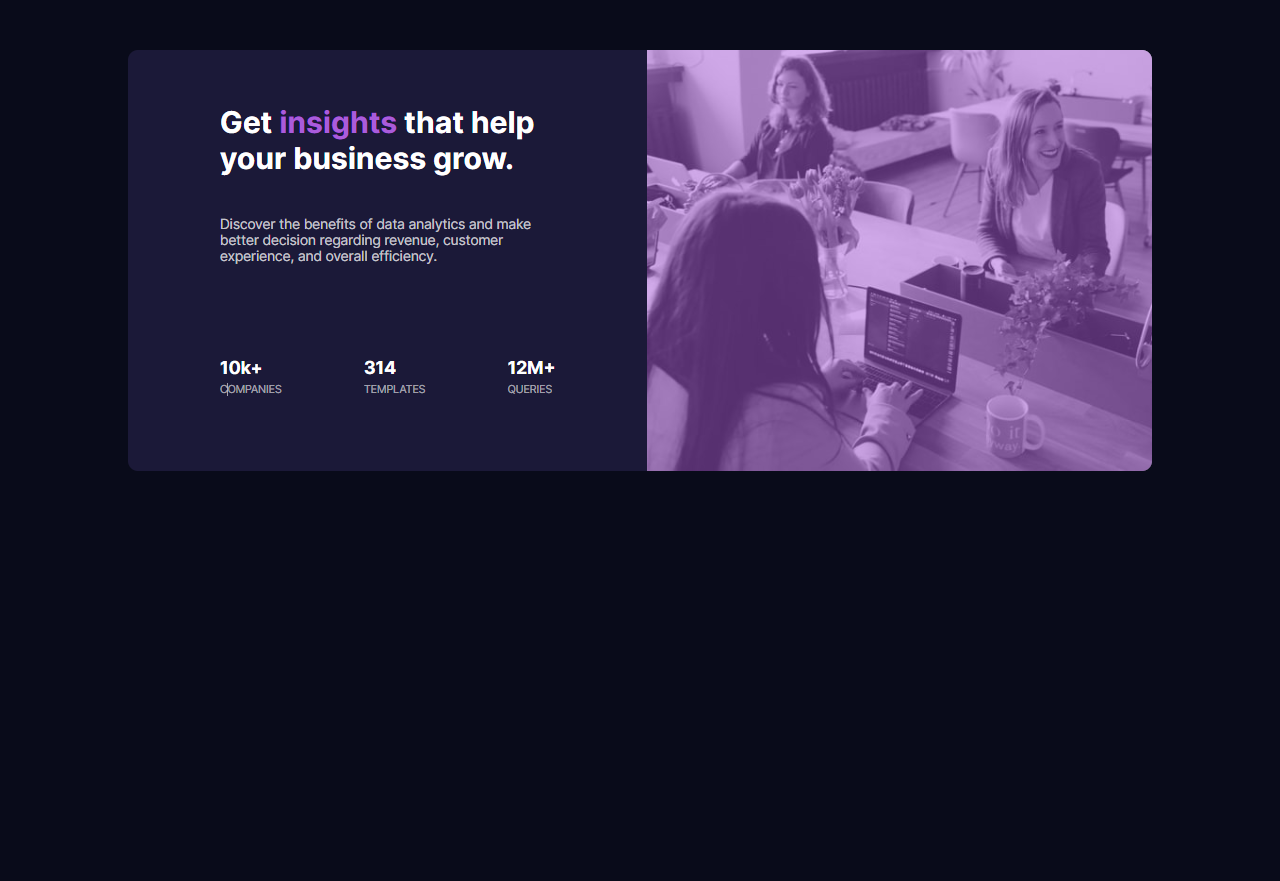 Get insights that help
your business grow.
Discover the benefits of data analytics and make
better decision regarding revenue, customer
experience, and overall efficiency.
10k+ 314 12M+
COMPANIES TEMPLATES QUERIES